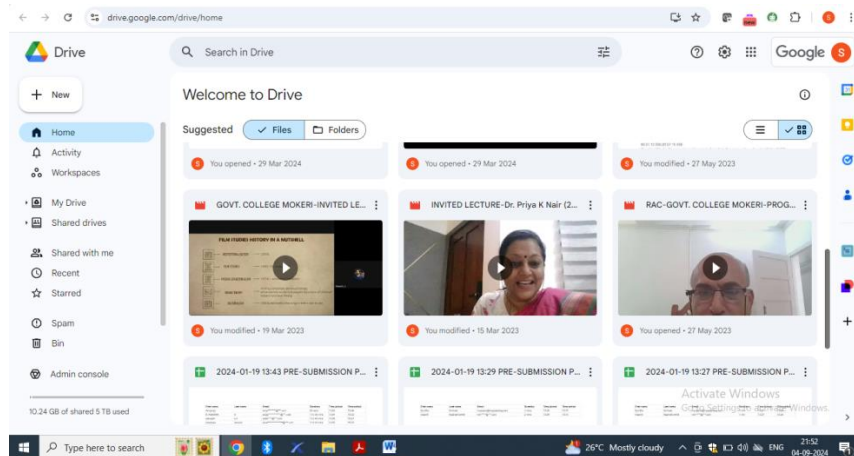 drive.google.com/drive/home
Drive
Search in Drive
Google S
New
Welcome to Drive
Suggested
Files
Folders
Home
Activity
Workspaces
My Drive
Shared drives
Shared with me
Recent
Starred
Spam
Bin
Admin console
10.24 GB of shared 5 TB used
You opened • 29 Mar 2024
You opened • 29 Mar 2024
You modified • 27 May 2023
GOVT. COLLEGE MOKERI-INVITED LE...
INVITED LECTURE-Dr. Priya K Nair (2...
RAC-GOVT. COLLEGE MOKERI-PROG...
FILM STUDIES HISTORY IN A NUTSHELL
You modified • 19 Mar 2023
You modified • 15 Mar 2023
You opened • 27 May 2023
2024-01-19 13:43 PRE-SUBMISSION P...
2024-01-19 13:29 PRE-SUBMISSION P...
2024-01-19 13:27 PRE-SUBMISSION P...
Activate Windows
Go to Settings to activate Windows.
Type here to search
26°C Mostly cloudy
ENG
21:52
04-09-2024